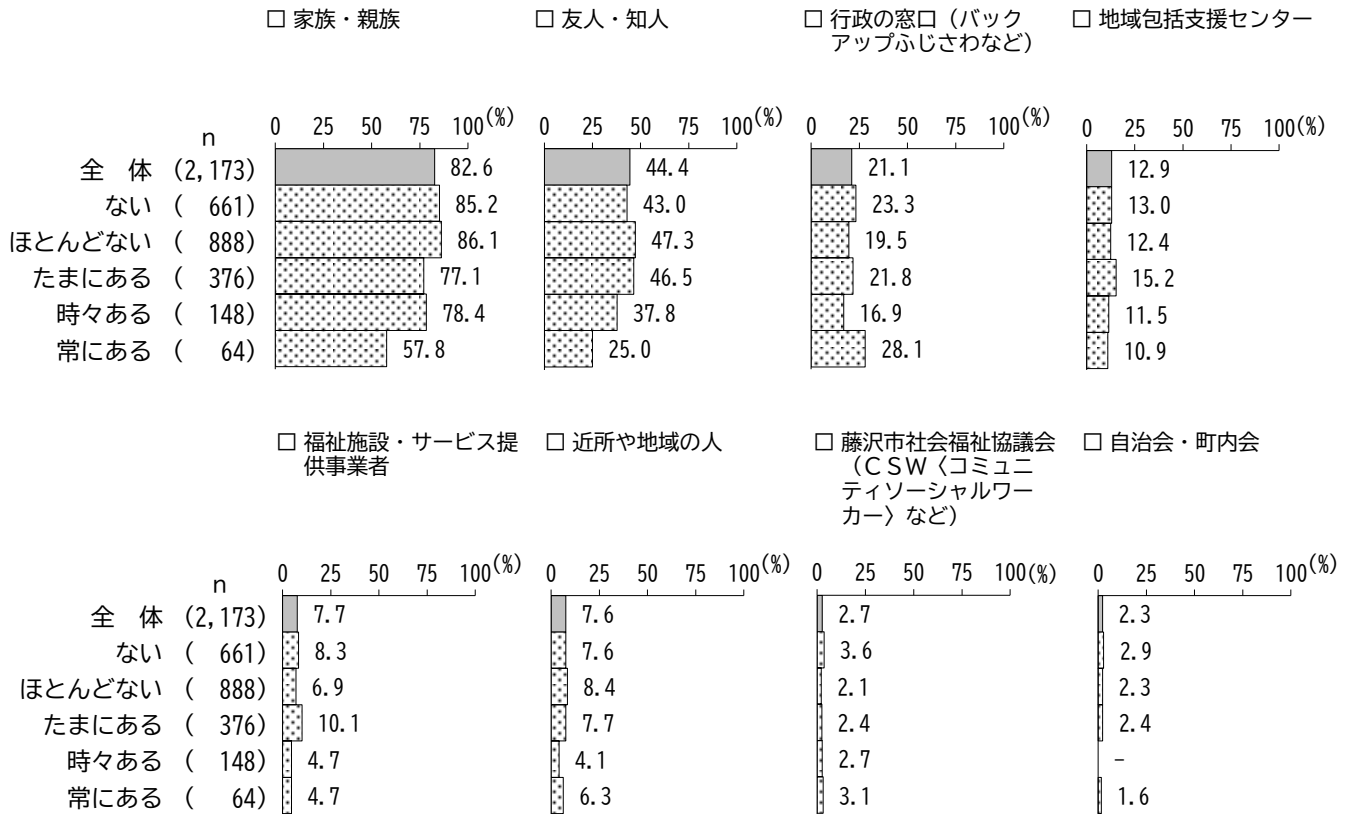 □ 家族・親族
□ 友人・知人
□ 行政の窓口（バック
アップふじさわなど）
□ 地域包括支援センター
0 25 50 75 100(%)
0 25 50 75 100(%)
0 25 50 75 100(%)
0 25 50 75 100(%)
n
全　体 (2,173) 82.6 44.4 21.1 12.9
ない ( 661) 85.2 43.0 23.3 13.0
ほとんどない ( 888) 86.1 47.3 19.5 12.4
たまにある ( 376) 77.1 46.5 21.8 15.2
時々ある ( 148) 78.4 37.8 16.9 11.5
常にある ( 64) 57.8 25.0 28.1 10.9
□ 福祉施設・サービス提
供事業者
□ 近所や地域の人
□ 藤沢市社会福祉協議会
（ＣＳＷ〈コミュニ
ティソーシャルワー
カー〉など）
□ 自治会・町内会
0 25 50 75 100(%)
0 25 50 75 100(%)
0 25 50 75 100(%)
0 25 50 75 100(%)
n
全　体 (2,173) 7.7 7.6 2.7 2.3
ない ( 661) 8.3 7.6 3.6 2.9
ほとんどない ( 888) 6.9 8.4 2.1 2.3
たまにある ( 376) 10.1 7.7 2.4 2.4
時々ある ( 148) 4.7 4.1 2.7 －
常にある ( 64) 4.7 6.3 3.1 1.6